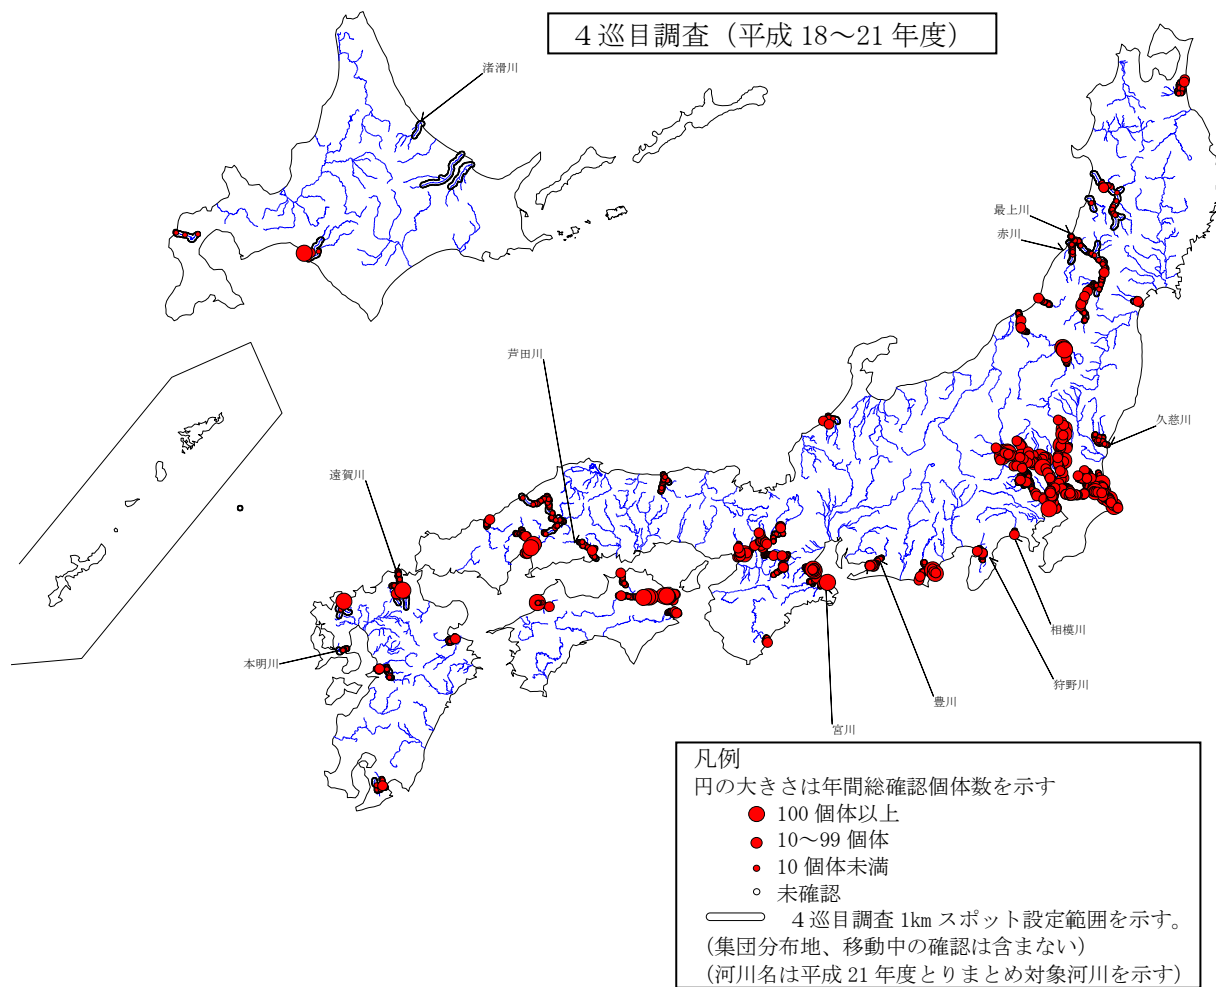 ４巡目調査（平成 18～21 年度）
渚滑川
最上川
赤川
芦田川
久慈川
遠賀川
相模川
本明川
狩野川
豊川
宮川
凡例
円の大きさは年間総確認個体数を示す
100 個体以上
10～99 個体
10 個体未満
未確認
４巡目調査 1km スポット設定範囲を示す。
(集団分布地、移動中の確認は含まない)
(河川名は平成 21 年度とりまとめ対象河川を示す)